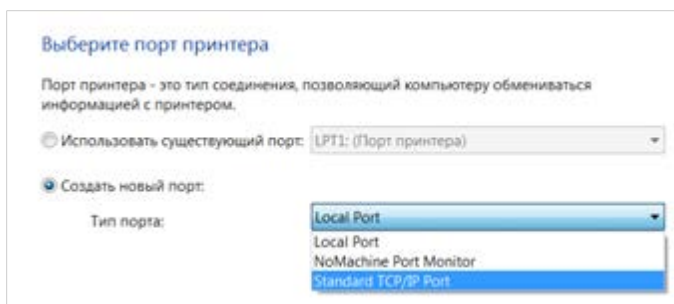 Выберите порт принтера
Порт принтера - это тип соединения, позволяющий компьютеру обмениваться
информацией с принтером.
Использовать существующий порт: LPT1: (Порт принтера)
Создать новый порт:
Тип порта: Local Port
Local Port
NoMachine Port Monitor
Standard TCP/IP Port